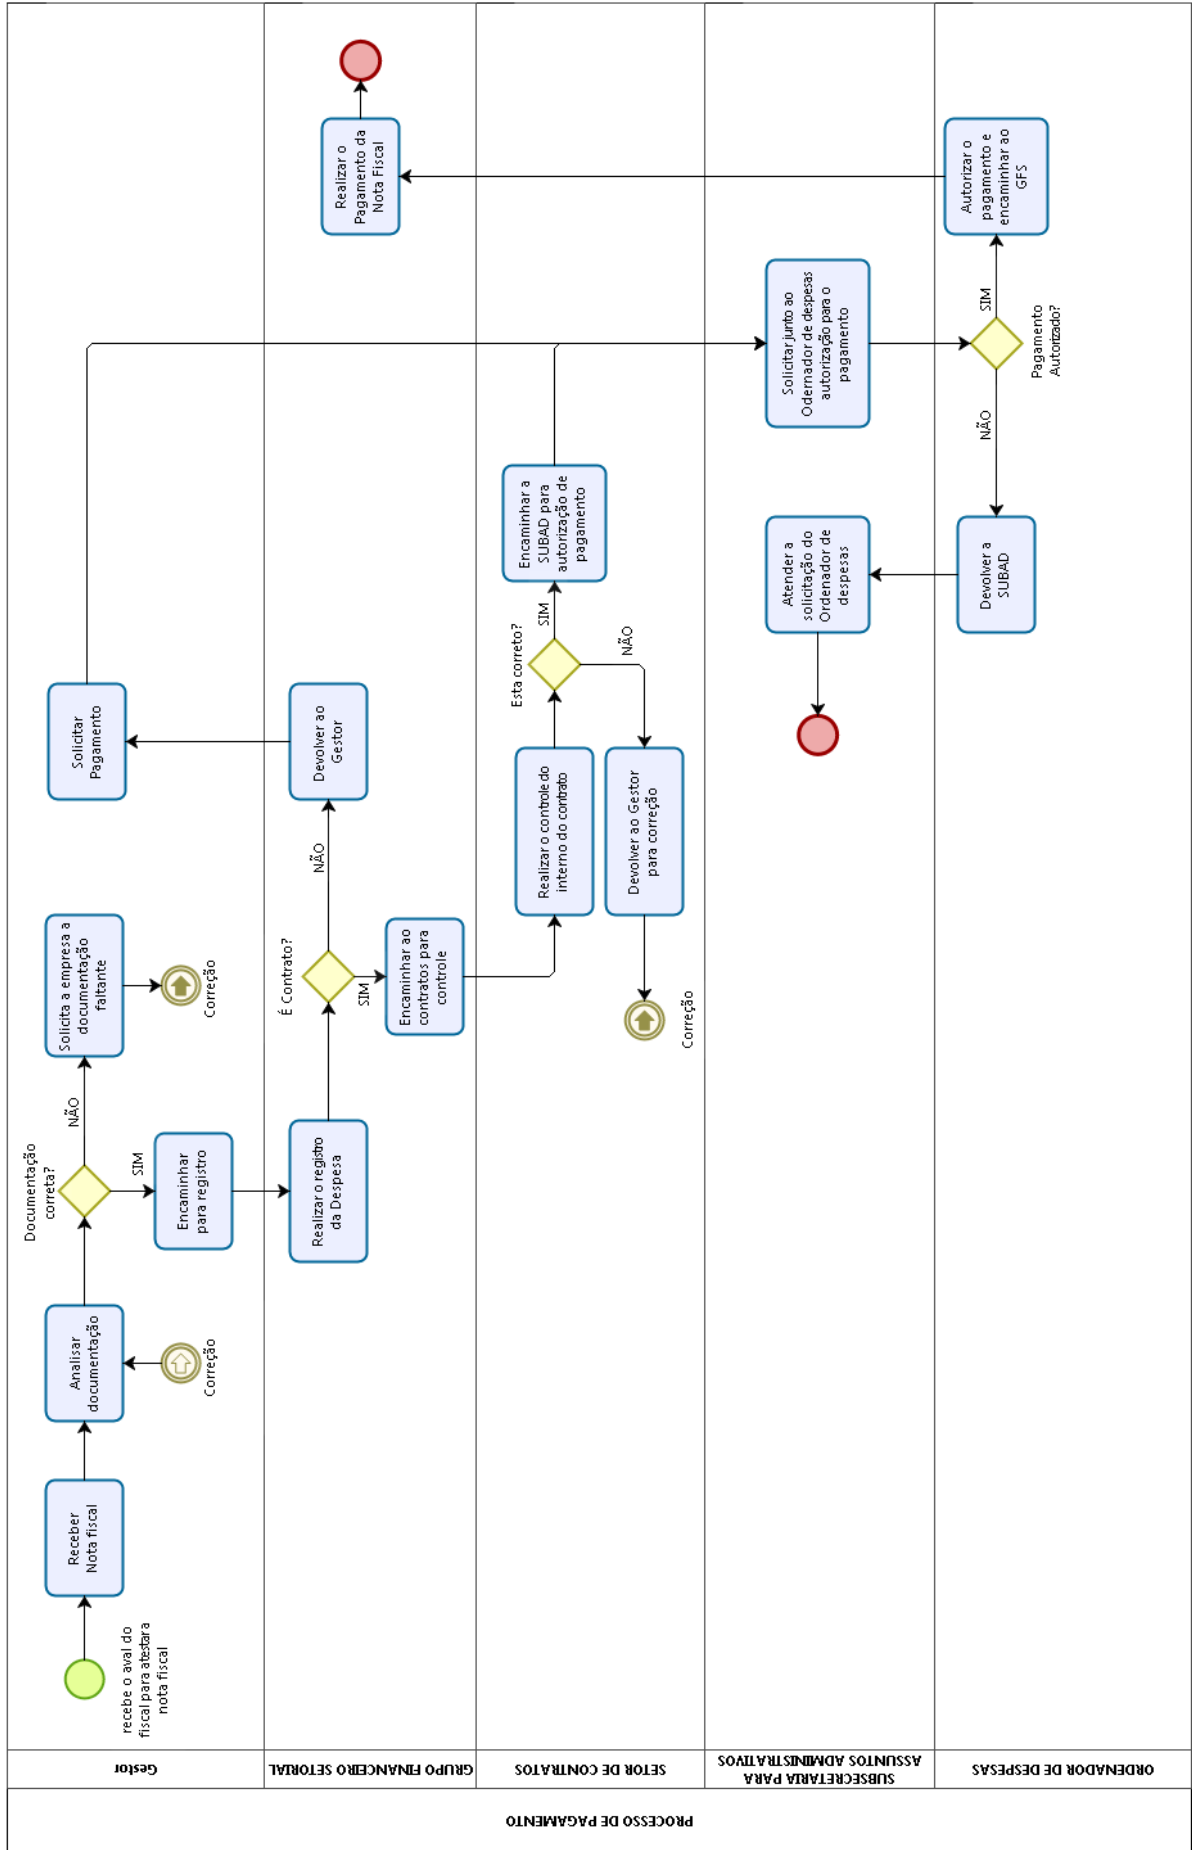 PROCESSO DE PAGAMENTO
Gestor
recebe o aval do
fiscal para atestar a
nota fiscal
Receber
Nota fiscal
Analisar
documentação
Correção
Documentação
correta?
NÃO
SIM
Solicita a empresa a
documentação
faltante
Correção
Encaminhar
para registro
Solicitar
Pagamento
GRUPO FINANCEIRO SETORIAL
Realizar o registro
da Despesa
É Contrato?
NÃO
SIM
Encaminhar ao
contratos para
controle
Devolver ao
Gestor
Realizar o
Pagamento da
Nota Fiscal
SETOR DE CONTRATOS
Realizar o controle do
interno do contrato
Esta correto?
SIM
NÃO
Encaminhar a
SUBAD para
autorização de
pagamento
Devolver ao Gestor
para correção
Correção
SUBSECRETARIA PARA
ASSUNTOS ADMINISTRATIVOS
Atender a
solicitação do
Ordenador de
despesas
Solicitar junto ao
Odernador de despesas
autorização para o
pagamento
ORDENADOR DE DESPESAS
Devolver a
SUBAD
NÃO
Pagamento
Autorizado?
SIM
Autorizar o
pagamento e
encaminhar ao
GFS